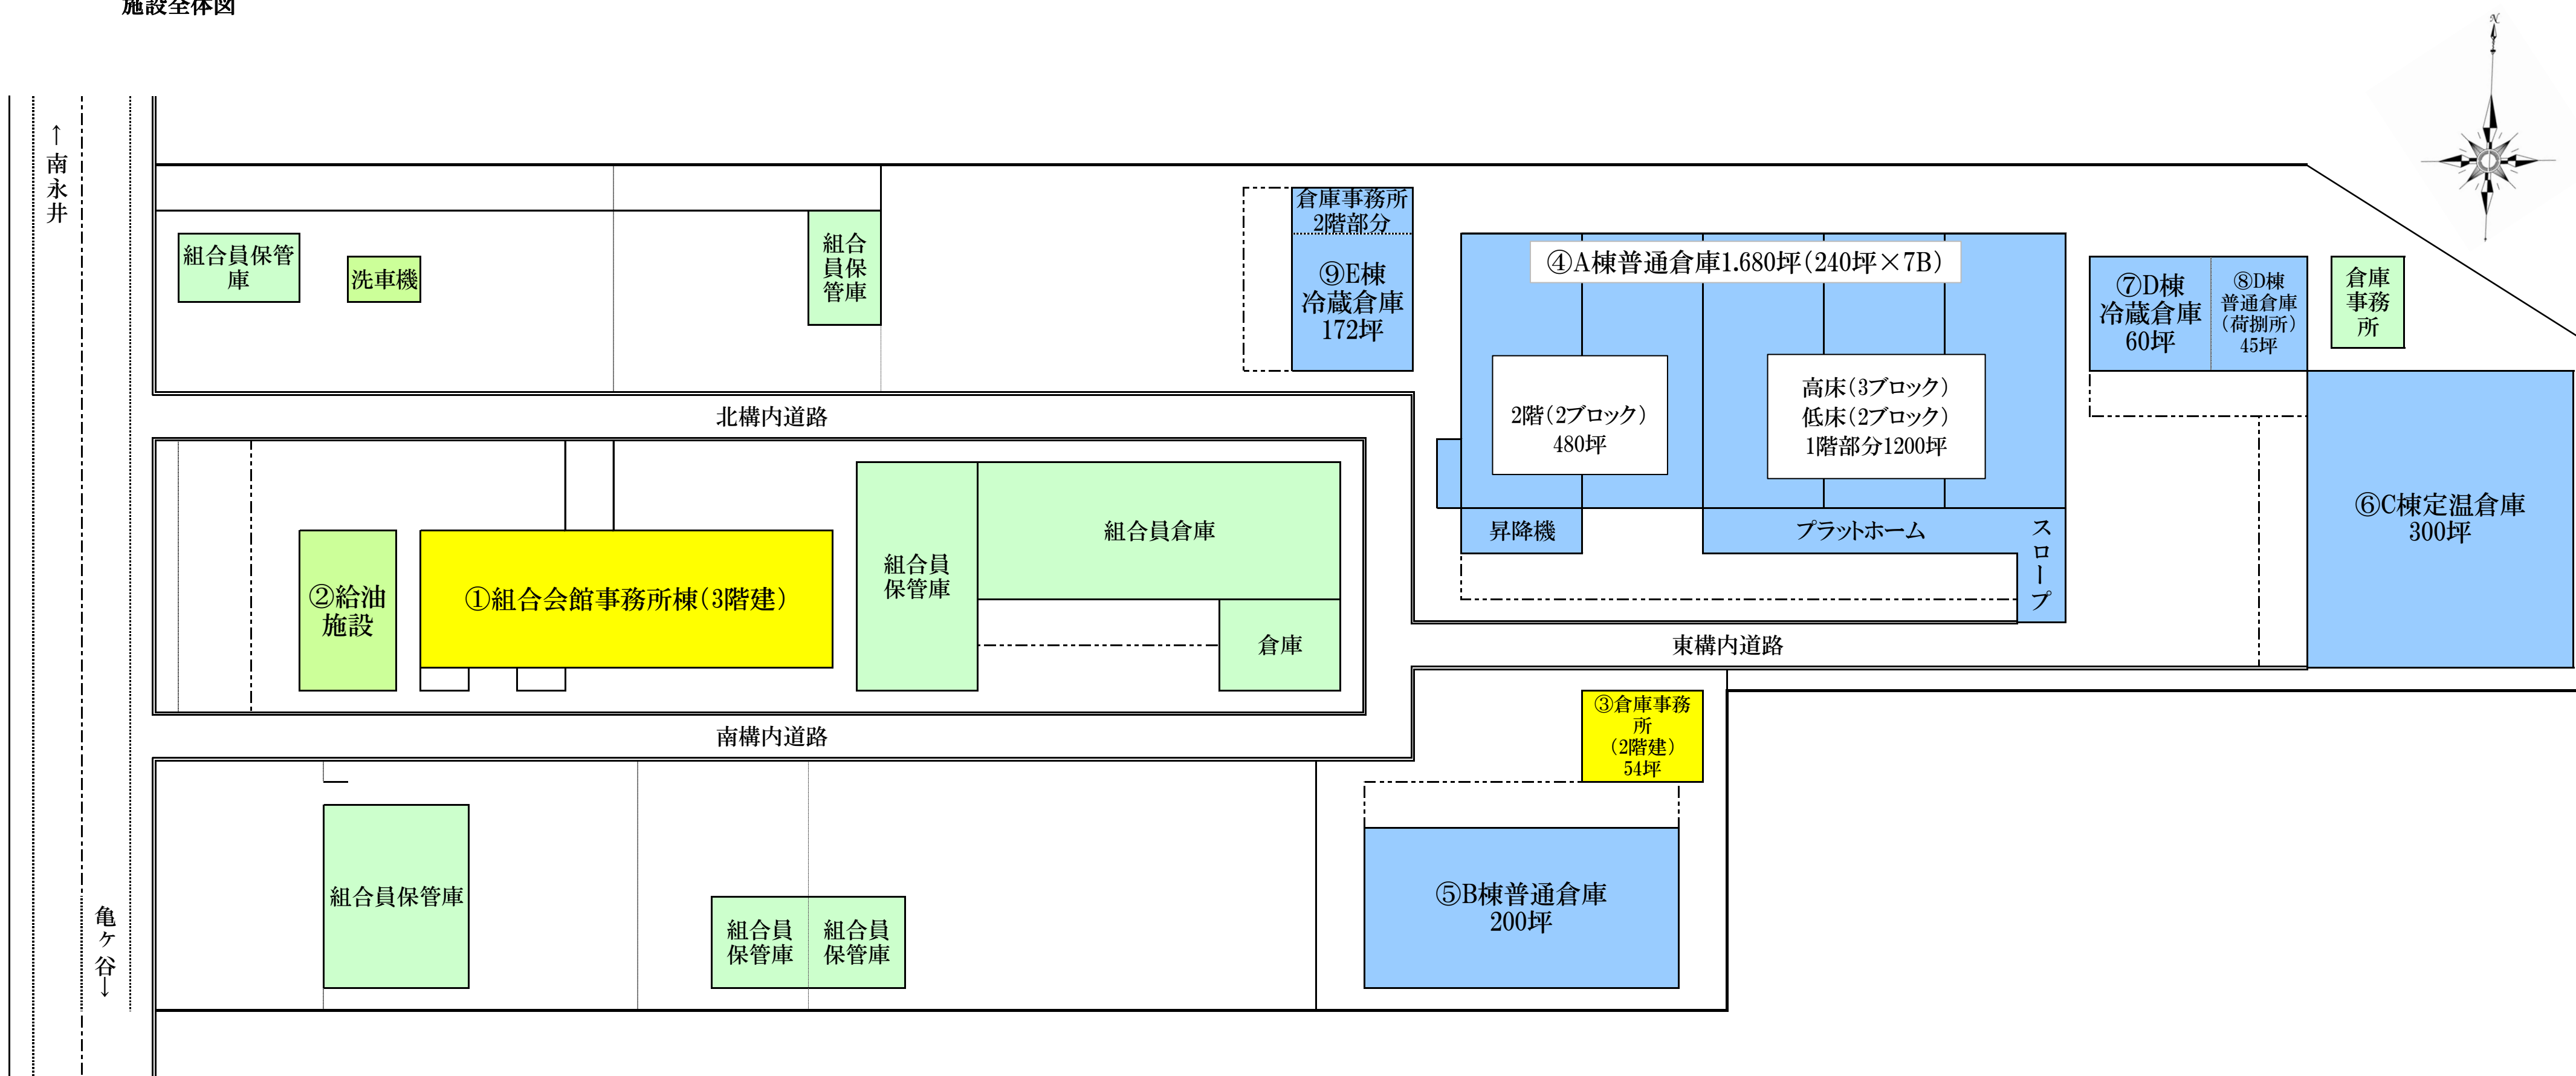 施設全体図
N
←南永井
亀ヶ谷→
組合員保管
庫
洗車機
組合
員保
管庫
倉庫事務所
2階部分
⑨E棟
冷蔵倉庫
172坪
④A棟普通倉庫1.680坪(240坪×7B)
2階(2ブロック)
480坪
高床(3ブロック)
低床(2ブロック)
1階部分1200坪
⑦D棟
冷蔵倉庫
60坪
⑧D棟
普通倉庫
(荷捌所)
45坪
倉庫
事務
所
北構内道路
②給油
施設
①組合会館事務所棟(3階建)
組合員
保管庫
組合員倉庫
倉庫
昇降機
プラットホーム
スロープ
⑥C棟定温倉庫
300坪
東構内道路
南構内道路
③倉庫事務
所
(2階建)
54坪
組合員保管庫
組合員
保管庫
組合員
保管庫
⑤B棟普通倉庫
200坪